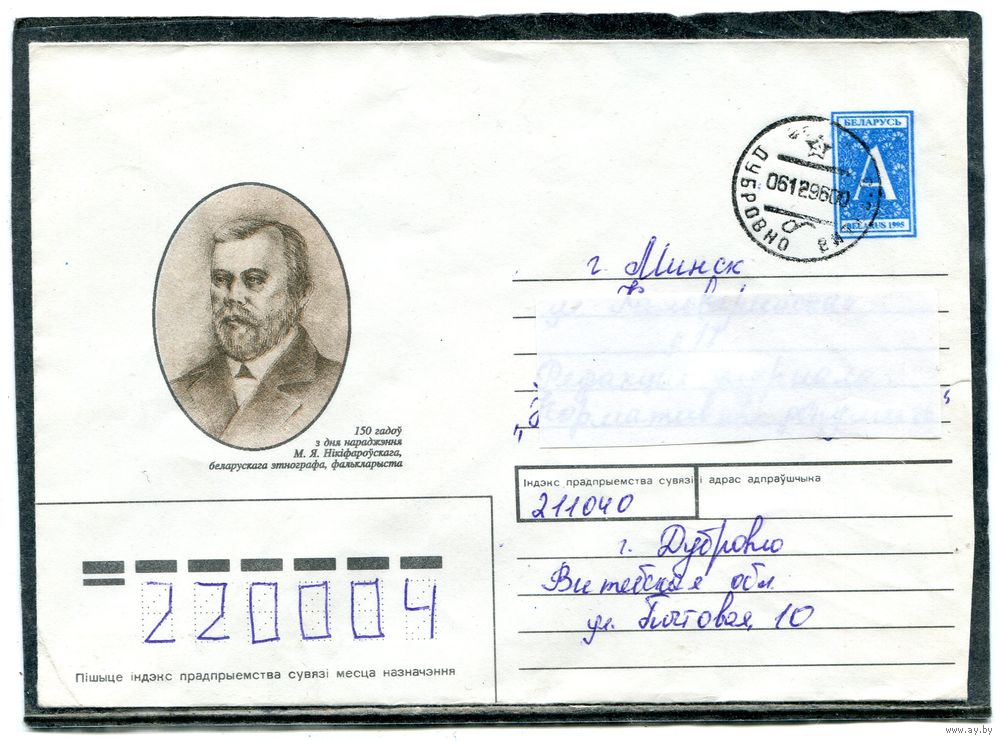 БЕЛАРУСЬ
А
BELARUS 1995
ДУБРОВНО
06129600
г. Минск
150 гадоў
з дня нараджэння
М. Я. Нікіфароўскага,
беларускага этнографа, фалькларыста
Індэкс прадпрыемства сувязі і адрас адпраўшчыка
211040
г. Дубровно
Витебская обл.
ул. Почтовая, 10
220004
Пішыце індэкс прадпрыемства сувязі месца назначэння
www.ay.by